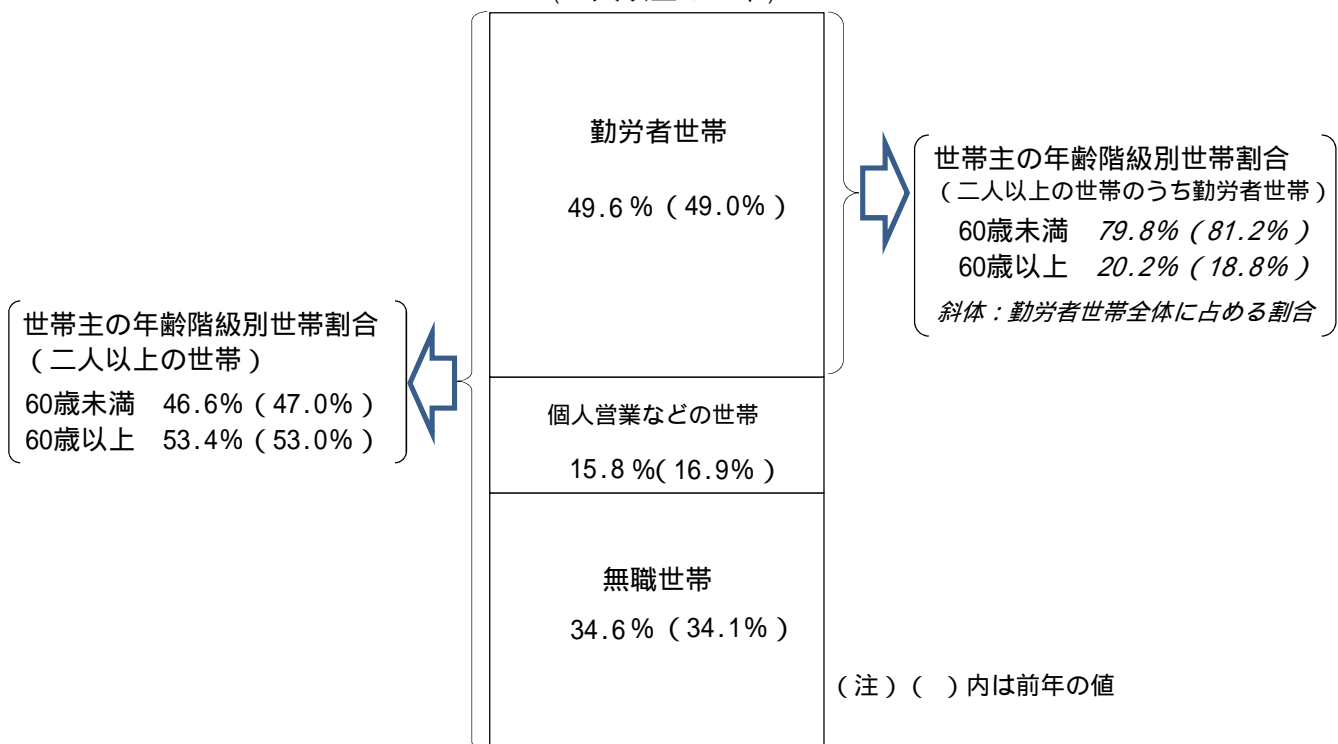 勤労者世帯
49.6%(49.0%)
世帯主の年齢階級別世帯割合
(二人以上の世帯のうち勤労者世帯)
60歳未満 79.8%(81.2%)
60歳以上 20.2%(18.8%)
斜体:勤労者世帯全体に占める割合
世帯主の年齢階級別世帯割合
(二人以上の世帯)
60歳未満 46.6%(47.0%)
60歳以上 53.4%(53.0%)
個人営業などの世帯
15.8%(16.9%)
無職世帯
34.6%(34.1%)
(注)( )内は前年の値